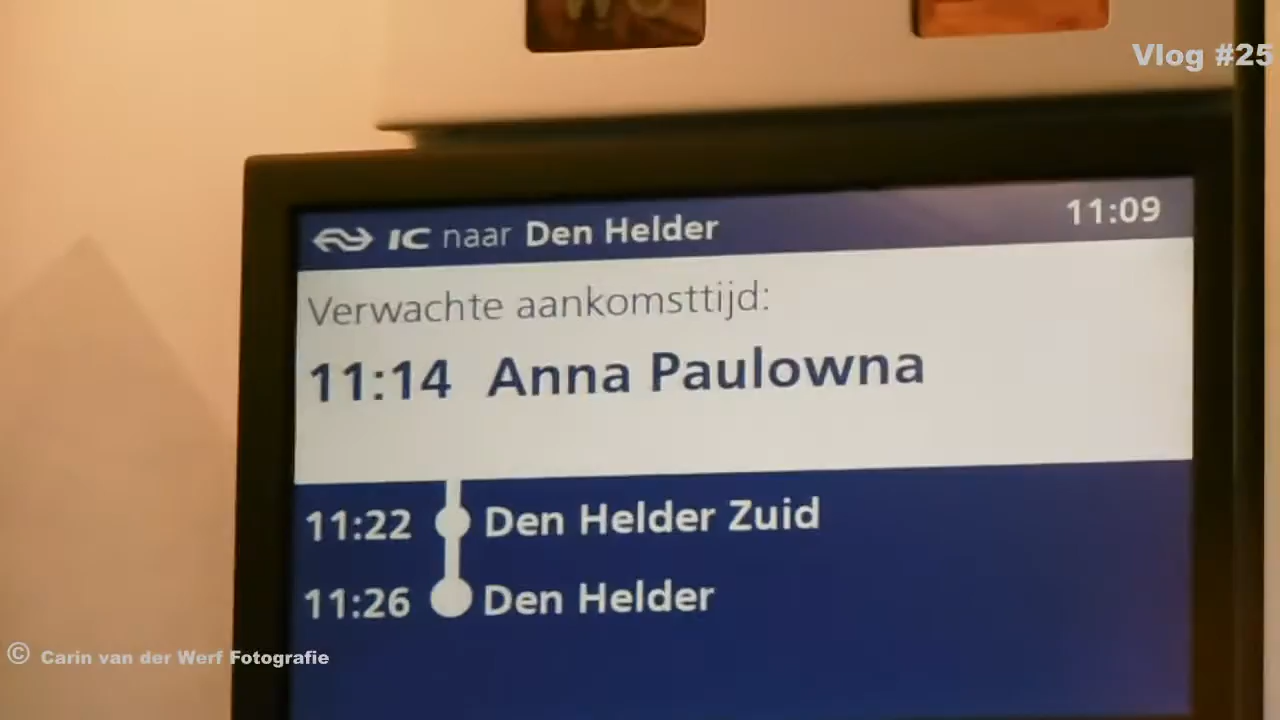 Vlog #25
IC naar Den Helder 11:09
Verwachte aankomsttijd:
11:14 Anna Paulowna
11:22 Den Helder Zuid
11:26 Den Helder
© Carin van der Werf Fotografie